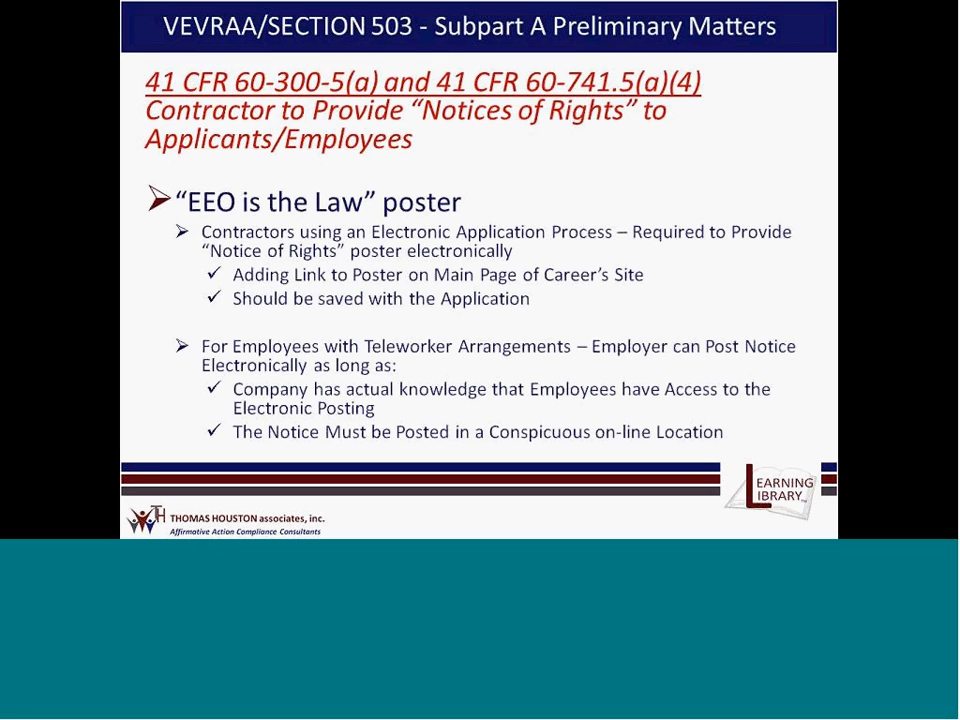 VEVRAA/SECTION 503 - Subpart A Preliminary Matters
41 CFR 60-300-5(a) and 41 CFR 60-741.5(a)(4)
Contractor to Provide “Notices of Rights” to
Applicants/Employees
“EEO is the Law” poster
Contractors using an Electronic Application Process – Required to Provide
“Notice of Rights” poster electronically
Adding Link to Poster on Main Page of Career’s Site
Should be saved with the Application
For Employees with Teleworker Arrangements – Employer can Post Notice
Electronically as long as:
Company has actual knowledge that Employees have Access to the
Electronic Posting
The Notice Must be Posted in a Conspicuous on-line Location
LEARNING
LIBRARY
TH THOMAS HOUSTON associates, inc.
Affirmative Action Compliance Consultants